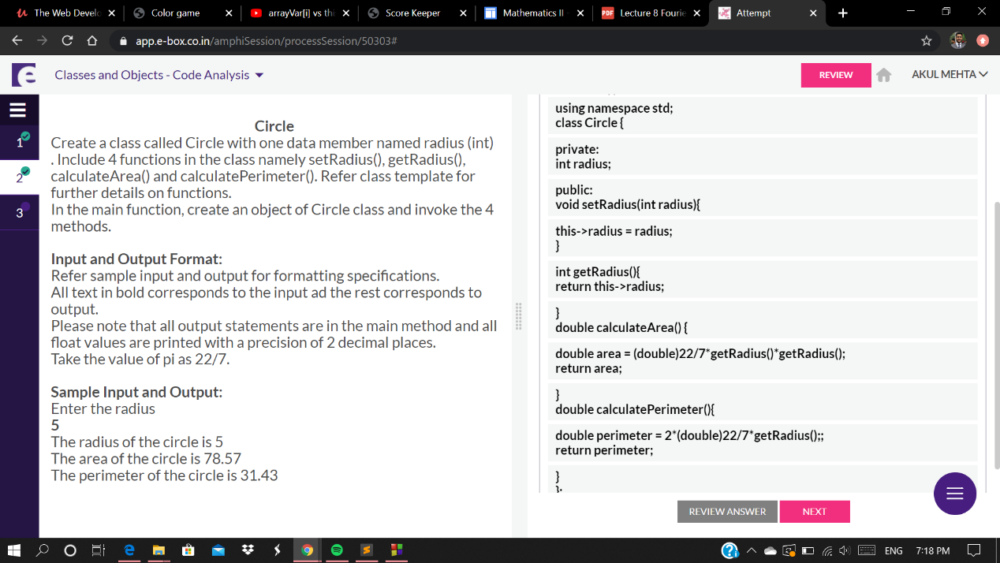 The Web Develo
Color game
arrayVar[i] vs thi
Score Keeper
Mathematics II -
PDF
Lecture 8 Fourie
Attempt
app.e-box.co.in/amphiSession/processSession/50303#
e
Classes and Objects - Code Analysis
REVIEW
AKUL MEHTA
1
2
3
Circle
Create a class called Circle with one data member named radius (int)
. Include 4 functions in the class namely setRadius(), getRadius(),
calculateArea() and calculatePerimeter(). Refer class template for
further details on functions.
In the main function, create an object of Circle class and invoke the 4
methods.
Input and Output Format:
Refer sample input and output for formatting specifications.
All text in bold corresponds to the input ad the rest corresponds to
output.
Please note that all output statements are in the main method and all
float values are printed with a precision of 2 decimal places.
Take the value of pi as 22/7.
Sample Input and Output:
Enter the radius
5
The radius of the circle is 5
The area of the circle is 78.57
The perimeter of the circle is 31.43
using namespace std;
class Circle {
private:
int radius;
public:
void setRadius(int radius){
this->radius = radius;
}
int getRadius(){
return this->radius;
}
double calculateArea() {
double area = (double)22/7*getRadius()*getRadius();
return area;
}
double calculatePerimeter(){
double perimeter = 2*(double)22/7*getRadius();;
return perimeter;
}
};
REVIEW ANSWER
NEXT
ENG
7:18 PM